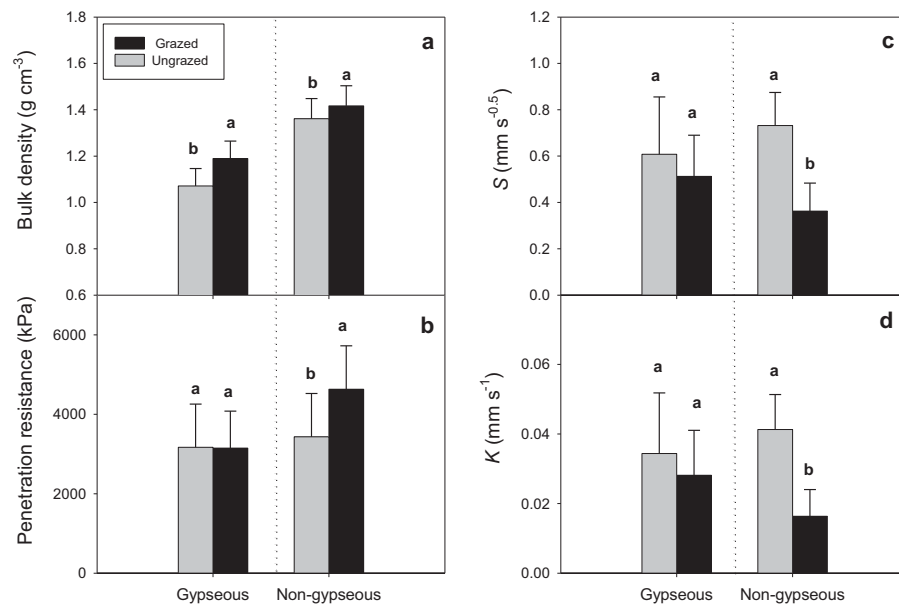 a
Bulk density (g cm⁻³)
1.8
1.6
1.4
1.2
1.0
0.8
0.6
Grazed
Ungrazed
b a
b a
b
Penetration resistance (kPa)
6000
4000
2000
0
a a
b a
Gypseous Non-gypseous
c
S (mm s⁻⁰·⁵)
1.2
1.0
0.8
0.6
0.4
0.2
0.0
a a
a b
d
K (mm s⁻¹)
0.06
0.04
0.02
0.00
a a
a b
Gypseous Non-gypseous